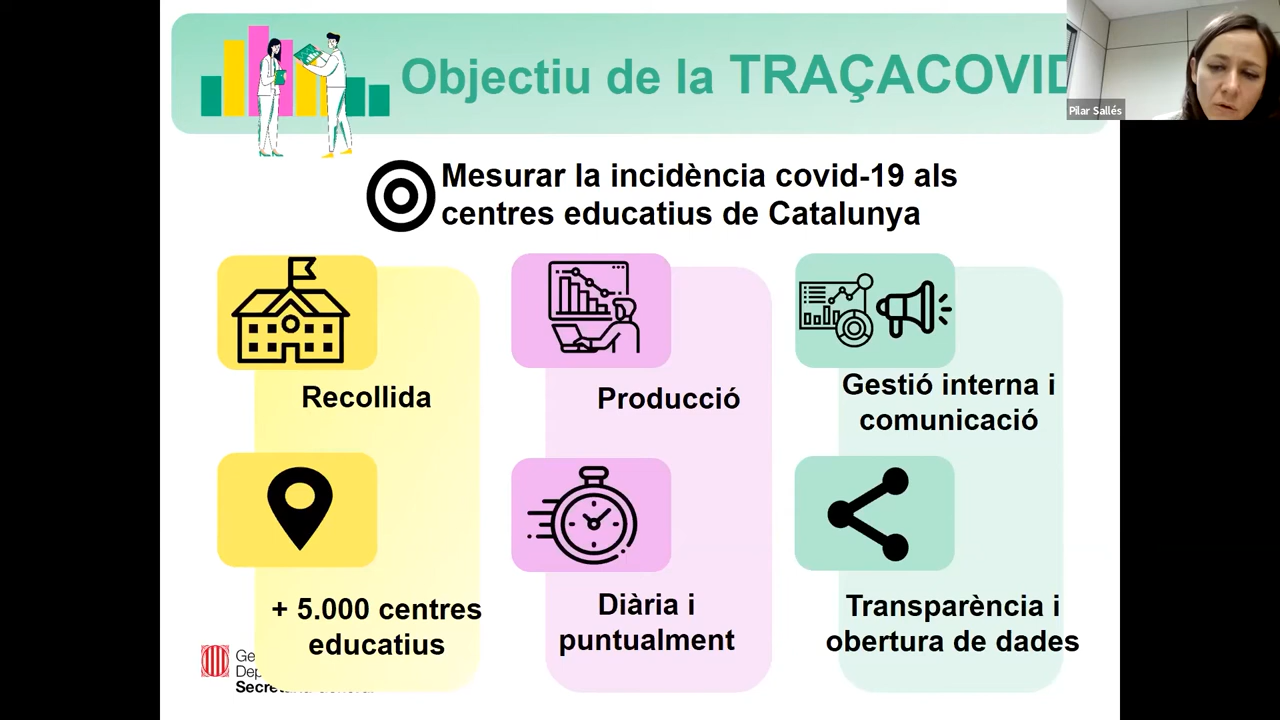 Objectiu de la TRAÇACOVID
Pilar Sallés
Mesurar la incidència covid-19 als
centres educatius de Catalunya
Recollida
Producció
Gestió interna i
comunicació
+ 5.000 centres
educatius
Diària i
puntualment
Transparència i
obertura de dades